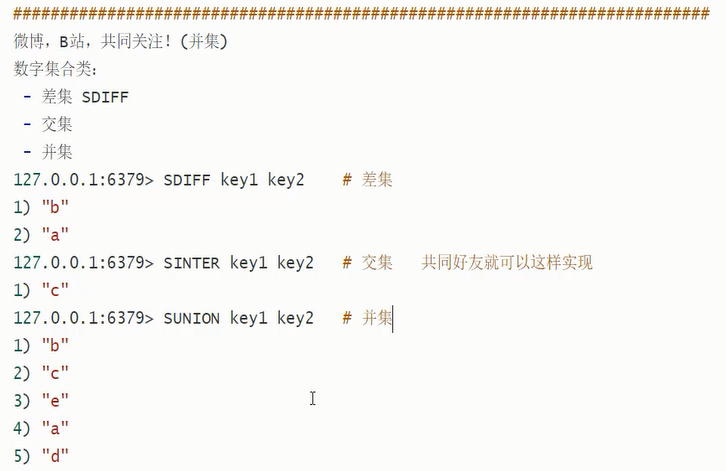 ##########################################################################
微博，B站，共同关注！(并集)
数字集合类：
- 差集 SDIFF
- 交集
- 并集
127.0.0.1:6379> SDIFF key1 key2 # 差集
1) "b"
2) "a"
127.0.0.1:6379> SINTER key1 key2 # 交集 共同好友就可以这样实现
1) "c"
127.0.0.1:6379> SUNION key1 key2 # 并集
1) "b"
2) "c"
3) "e"
4) "a"
5) "d"